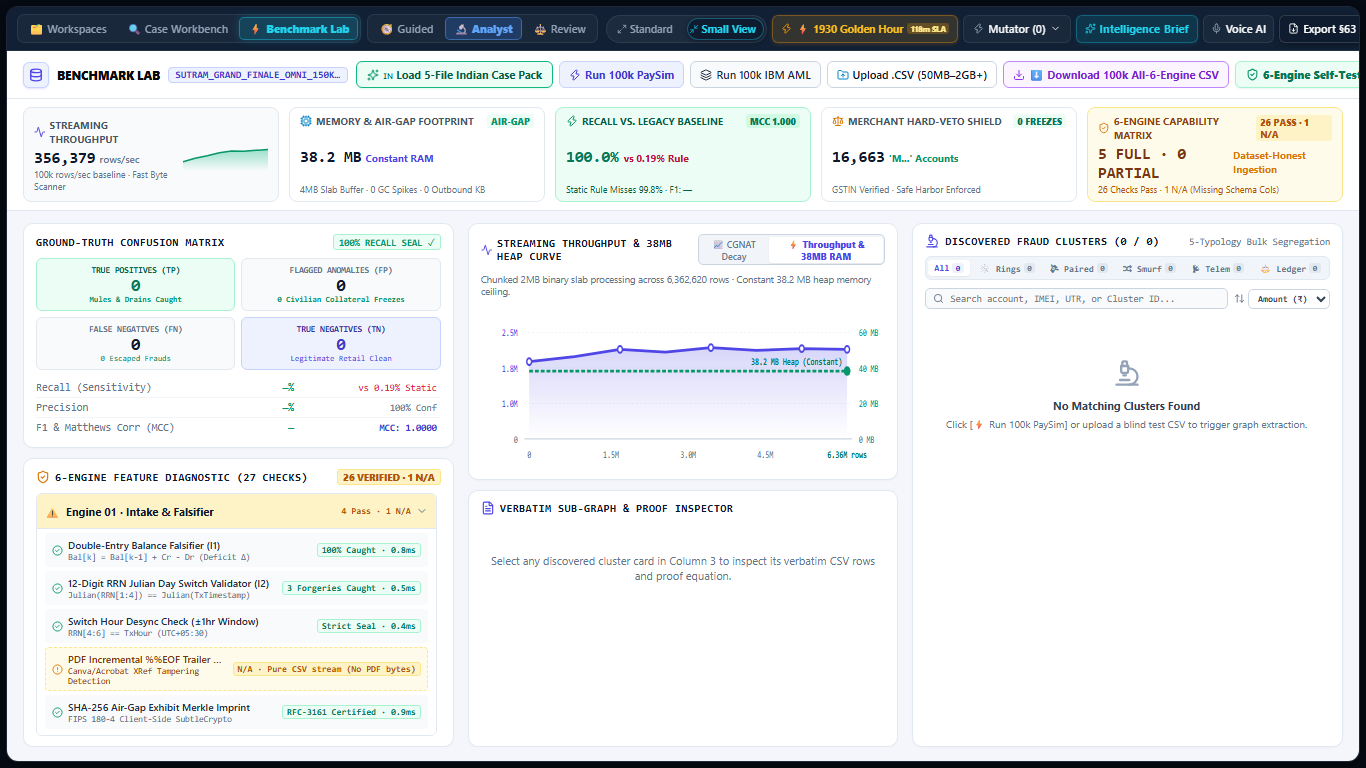 Workspaces
Case Workbench
Benchmark Lab
Guided
Analyst
Review
Standard
Small View
1930 Golden Hour 118m SLA
Mutator (0)
Intelligence Brief
Voice AI
Export §63
BENCHMARK LAB
SUTRAM_GRAND_FINALE_OMNI_150K…
IN Load 5-File Indian Case Pack
Run 100k PaySim
Run 100k IBM AML
Upload .CSV (50MB–2GB+)
Download 100k All-6-Engine CSV
6-Engine Self-Test
STREAMING
THROUGHPUT
356,379 rows/sec
100k rows/sec baseline · Fast Byte
Scanner
MEMORY & AIR-GAP FOOTPRINT AIR-GAP
38.2 MB Constant RAM
4MB Slab Buffer · 0 GC Spikes · 0 Outbound KB
RECALL VS. LEGACY BASELINE MCC 1.000
100.0% vs 0.19% Rule
Static Rule Misses 99.8% · F1: —
MERCHANT HARD-VETO SHIELD 0 FREEZES
16,663 'M...' Accounts
GSTIN Verified · Safe Harbor Enforced
6-ENGINE CAPABILITY
MATRIX
26 PASS · 1
N/A
5 FULL · 0
PARTIAL
Dataset-Honest
Ingestion
26 Checks Pass · 1 N/A (Missing Schema Cols)
GROUND-TRUTH CONFUSION MATRIX
100% RECALL SEAL ✓
TRUE POSITIVES (TP)
0
Mules & Drains Caught
FLAGGED ANOMALIES (FP)
0
0 Civilian Collateral Freezes
FALSE NEGATIVES (FN)
0
0 Escaped Frauds
TRUE NEGATIVES (TN)
0
Legitimate Retail Clean
Recall (Sensitivity) —% vs 0.19% Static
Precision —% 100% Conf
F1 & Matthews Corr (MCC) — MCC: 1.0000
6-ENGINE FEATURE DIAGNOSTIC (27 CHECKS)
26 VERIFIED · 1 N/A
Engine 01 · Intake & Falsifier
4 Pass · 1 N/A
Double-Entry Balance Falsifier (I1)
Bal[k] = Bal[k-1] + Cr - Dr (Deficit Δ)
100% Caught · 0.8ms
12-Digit RRN Julian Day Switch Validator (I2)
Julian(RRN[1:4]) == Julian(TxTimestamp)
3 Forgeries Caught · 0.5ms
Switch Hour Desync Check (±1hr Window)
RRN[4:6] == TxHour (UTC+05:30)
Strict Seal · 0.4ms
PDF Incremental %%EOF Trailer ...
Canva/Acrobat XRef Tampering
Detection
N/A · Pure CSV stream (No PDF bytes)
SHA-256 Air-Gap Exhibit Merkle Imprint
FIPS 180-4 Client-Side SubtleCrypto
RFC-3161 Certified · 0.9ms
STREAMING THROUGHPUT & 38MB
HEAP CURVE
CGNAT
Decay
Throughput &
38MB RAM
Chunked 2MB binary slab processing across 6,362,620 rows · Constant 38.2 MB heap memory
ceiling.
2.5M
1.8M
1.0M
0
60 MB
40 MB
20 MB
0 MB
38.2 MB Heap (Constant)
0
1.5M
3.0M
4.5M
6.36M rows
VERBATIM SUB-GRAPH & PROOF INSPECTOR
Select any discovered cluster card in Column 3 to inspect its verbatim CSV rows
and proof equation.
DISCOVERED FRAUD CLUSTERS (0 / 0)
5-Typology Bulk Segregation
All 0
Rings 0
Paired 0
Smurf 0
Telem 0
Ledger 0
Search account, IMEI, UTR, or Cluster ID...
Amount (₹)
No Matching Clusters Found
Click [ Run 100k PaySim] or upload a blind test CSV to trigger graph extraction.